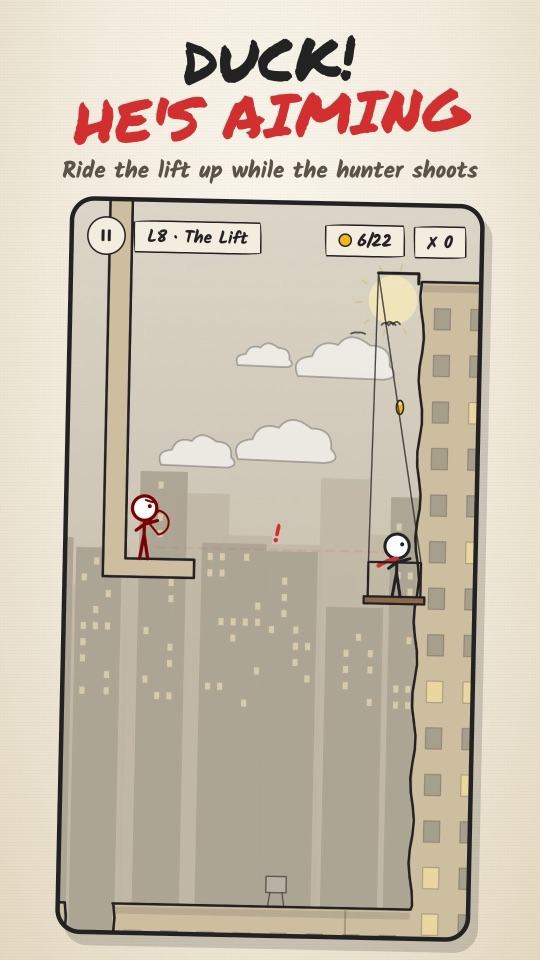 DUCK!
HE'S AIMING
Ride the lift up while the hunter shoots
L8 · The Lift
6/22
✗ 0
!